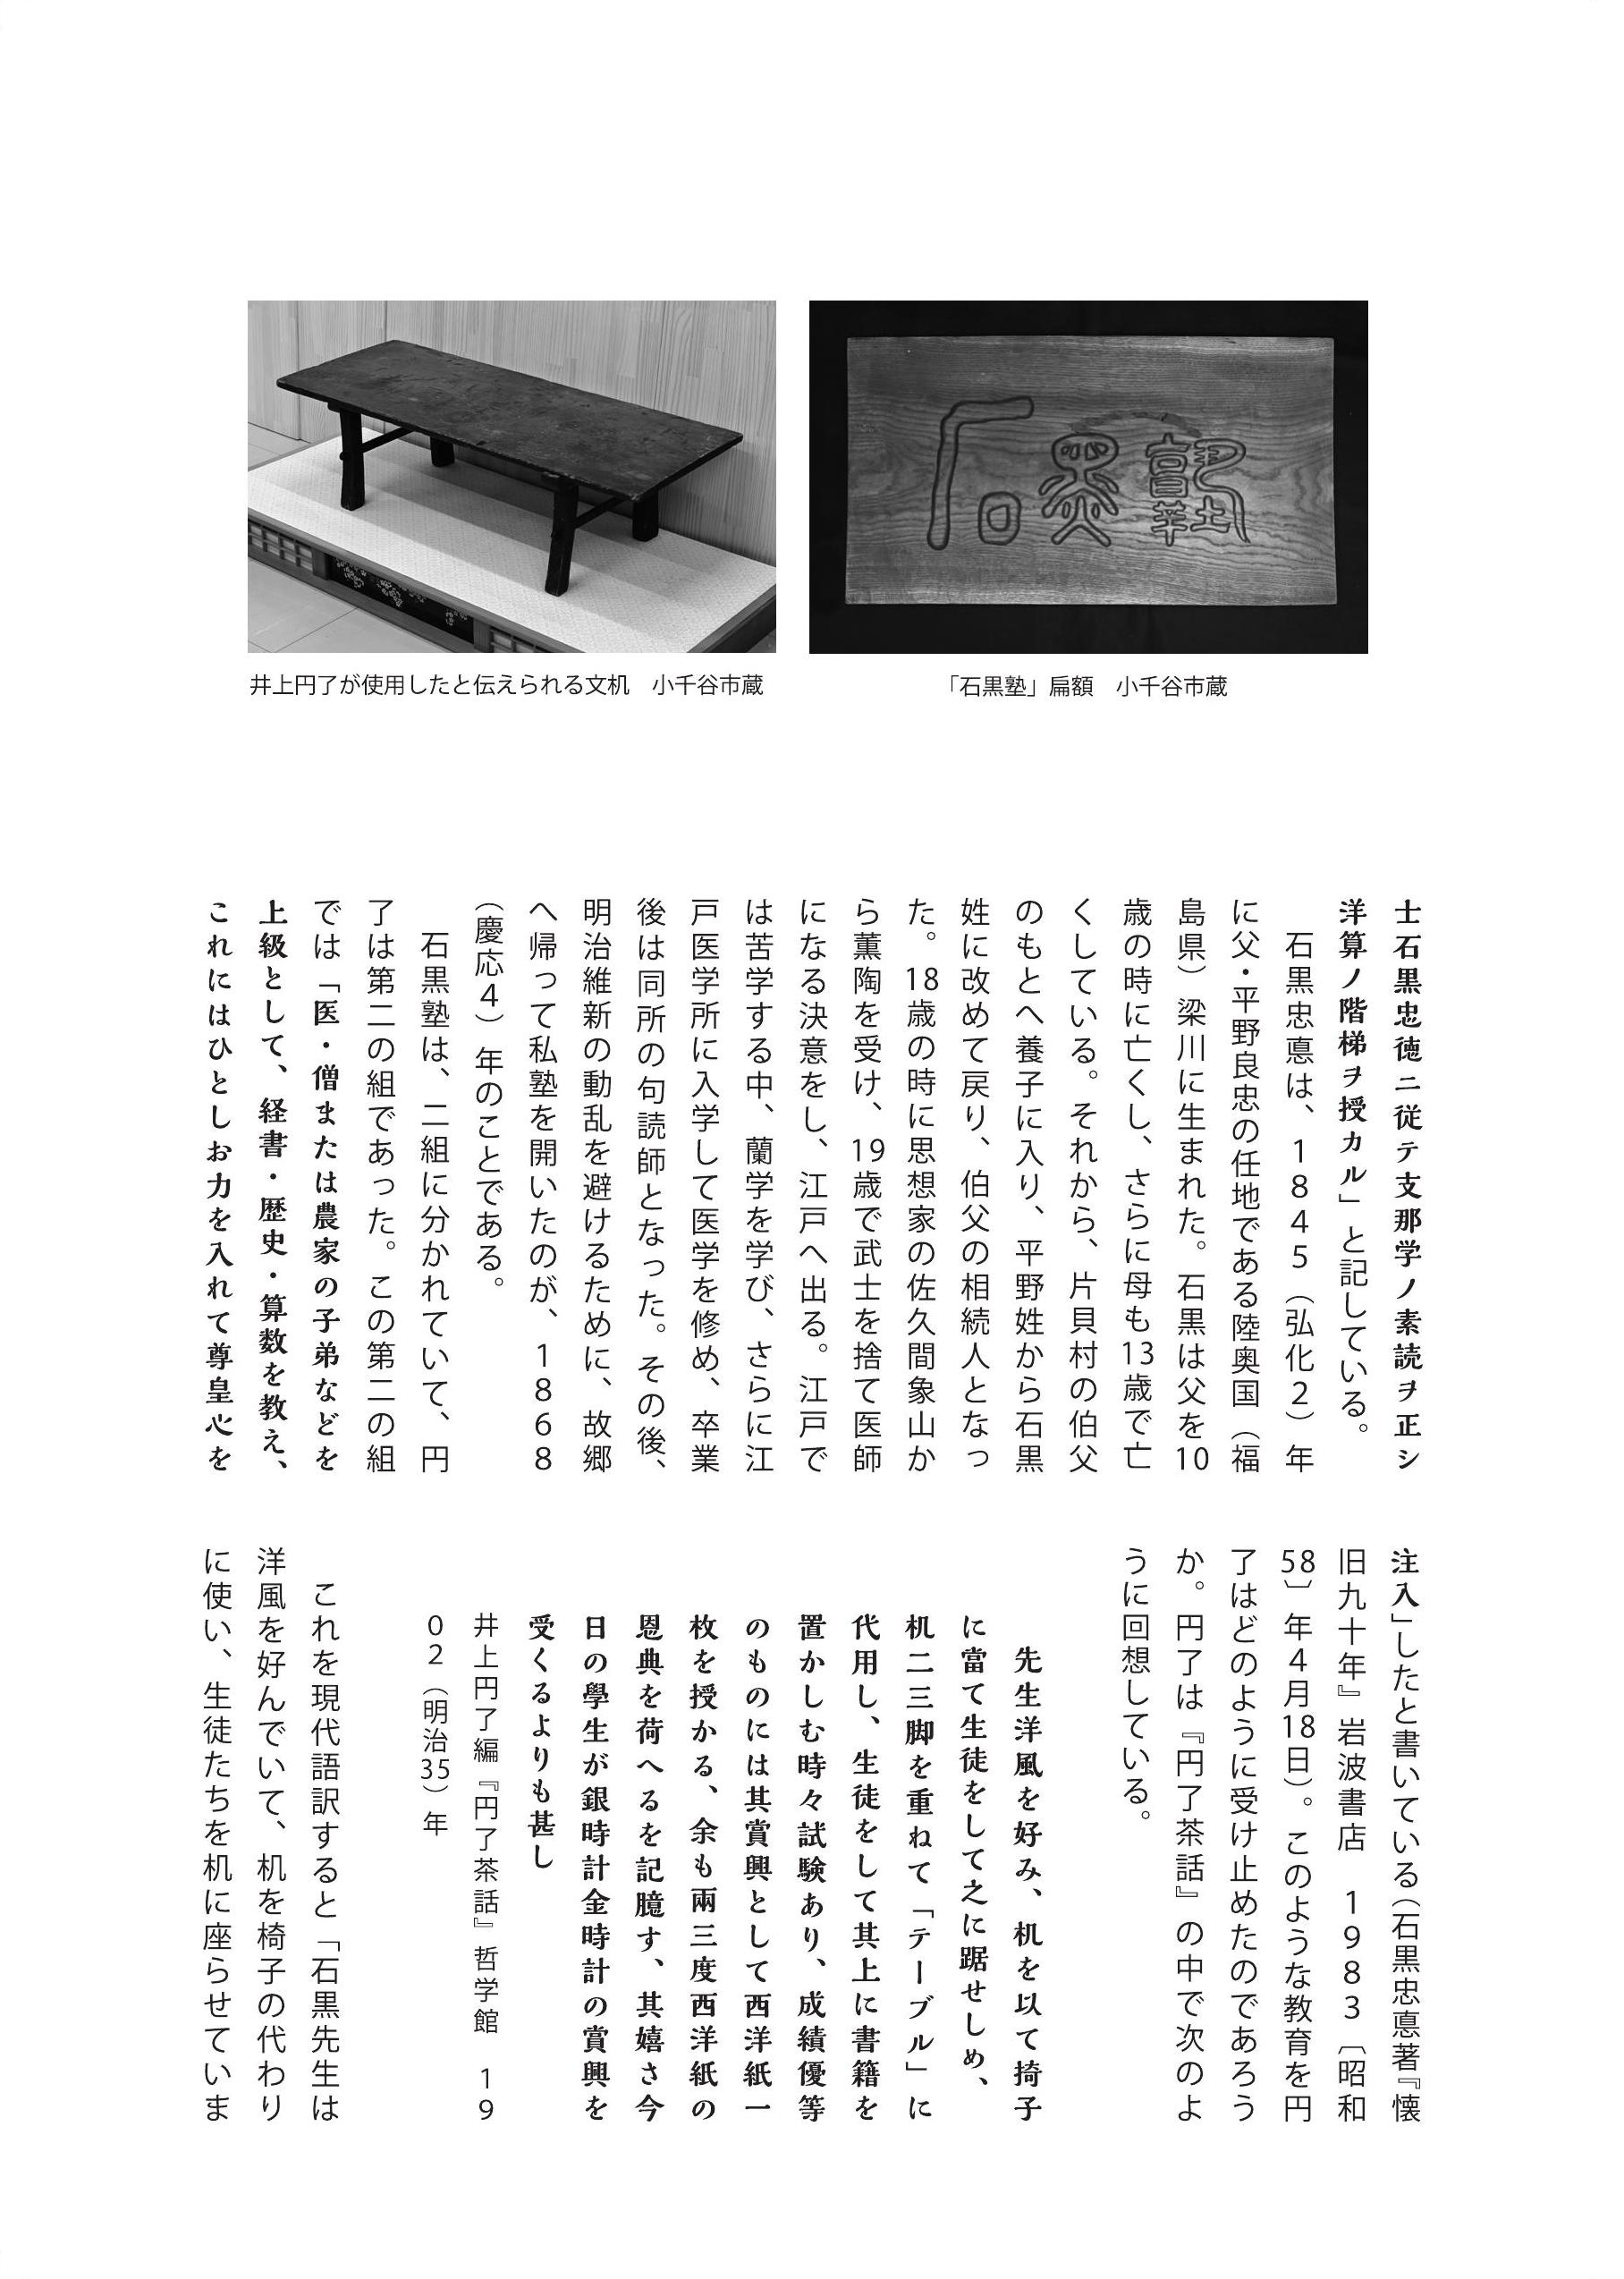 石黒塾
「石黒塾」扁額　小千谷市蔵
井上円了が使用したと伝えられる文机　小千谷市蔵
士石黒忠徳ニ従テ支那学ノ素読ヲ正シ
洋算ノ階梯ヲ授カル」と記している。
石黒忠悳は、1845（弘化2）年
に父・平野良忠の任地である陸奥国（福
島県）梁川に生まれた。石黒は父を10
歳の時に亡くし、さらに母も13歳で亡
くしている。それから、片貝村の伯父
のもとへ養子に入り、平野姓から石黒
姓に改めて戻り、伯父の相続人となっ
た。18歳の時に思想家の佐久間象山か
ら薫陶を受け、19歳で武士を捨て医師
になる決意をし、江戸へ出る。江戸で
は苦学する中、蘭学を学び、さらに江
戸医学所に入学して医学を修め、卒業
後は同所の句読師となった。その後、
明治維新の動乱を避けるために、故郷
へ帰って私塾を開いたのが、1868
（慶応4）年のことである。
石黒塾は、二組に分かれていて、円
了は第二の組であった。この第二の組
では「医・僧または農家の子弟などを
上級として、経書・歴史・算数を教え、
これにはひとしお力を入れて尊皇心を
注入」したと書いている（石黒忠悳著『懐
旧九十年』岩波書店　1983〔昭和
58〕年4月18日）。このような教育を円
了はどのように受け止めたのであろう
か。円了は『円了茶話』の中で次のよ
うに回想している。
先生洋風を好み、机を以て掎子
に當て生徒をして之に踞せしめ、
机二三脚を重ねて「テーブル」に
代用し、生徒をして其上に書籍を
置かしむ時々試験あり、成績優等
のものには其賞興として西洋紙一
枚を授かる、余も兩三度西洋紙の
恩典を荷へるを記臆す、其嬉さ今
日の學生が銀時計金時計の賞興を
受くるよりも甚し
井上円了編『円了茶話』哲学館　19
02（明治35）年
これを現代語訳すると「石黒先生は
洋風を好んでいて、机を椅子の代わり
に使い、生徒たちを机に座らせていま